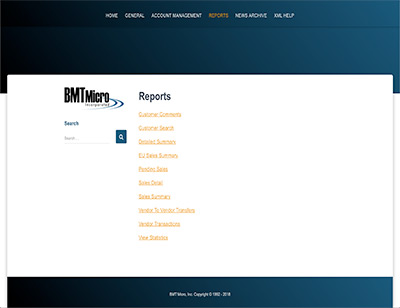 HOME GENERAL ACCOUNT MANAGEMENT REPORTS NEWS ARCHIVE XML HELP
BMTMicro
Incorporated
Search
Search ...
Reports
Customer Comments
Customer Search
Detailed Summary
EU Sales Summary
Pending Sales
Sales Detail
Sales Summary
Vendor To Vendor Transfers
Vendor Transactions
View Statistics
BMT Micro, Inc. Copyright © 1992 - 2018